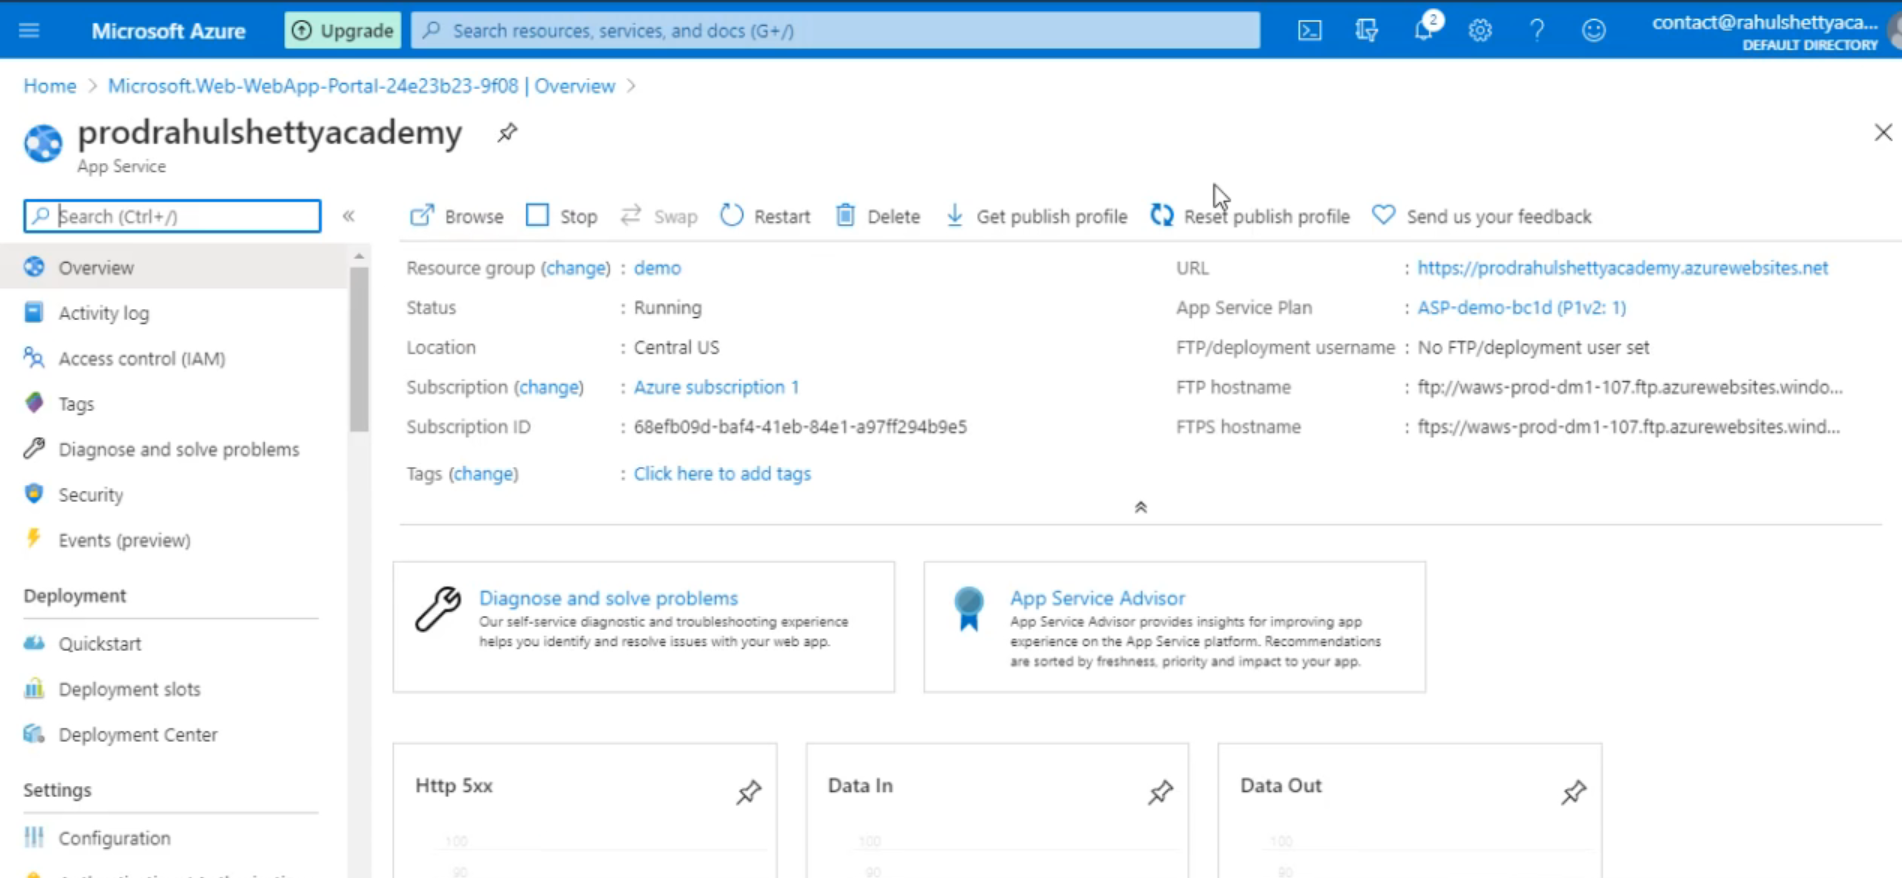 Microsoft Azure
Upgrade
Search resources, services, and docs (G+/)
2
contact@rahulshettyaca...
DEFAULT DIRECTORY
Home > Microsoft.Web-WebApp-Portal-24e23b23-9f08 | Overview >
prodrahulshettyacademy
App Service
Search (Ctrl+/)
«
Browse Stop Swap Restart Delete Get publish profile Reset publish profile Send us your feedback
Overview
Activity log
Access control (IAM)
Tags
Diagnose and solve problems
Security
Events (preview)
Deployment
Quickstart
Deployment slots
Deployment Center
Settings
Configuration
Resource group (change) : demo
Status : Running
Location : Central US
Subscription (change) : Azure subscription 1
Subscription ID : 68efb09d-baf4-41eb-84e1-a97ff294b9e5
Tags (change) : Click here to add tags
URL : https://prodrahulshettyacademy.azurewebsites.net
App Service Plan : ASP-demo-bc1d (P1v2: 1)
FTP/deployment username : No FTP/deployment user set
FTP hostname : ftp://waws-prod-dm1-107.ftp.azurewebsites.windo...
FTPS hostname : ftps://waws-prod-dm1-107.ftp.azurewebsites.wind...
Diagnose and solve problems
Our self-service diagnostic and troubleshooting experience
helps you identify and resolve issues with your web app.
App Service Advisor
App Service Advisor provides insights for improving app
experience on the App Service platform. Recommendations
are sorted by freshness, priority and impact to your app.
Http 5xx
100
90
Data In
100
90
Data Out
100
90